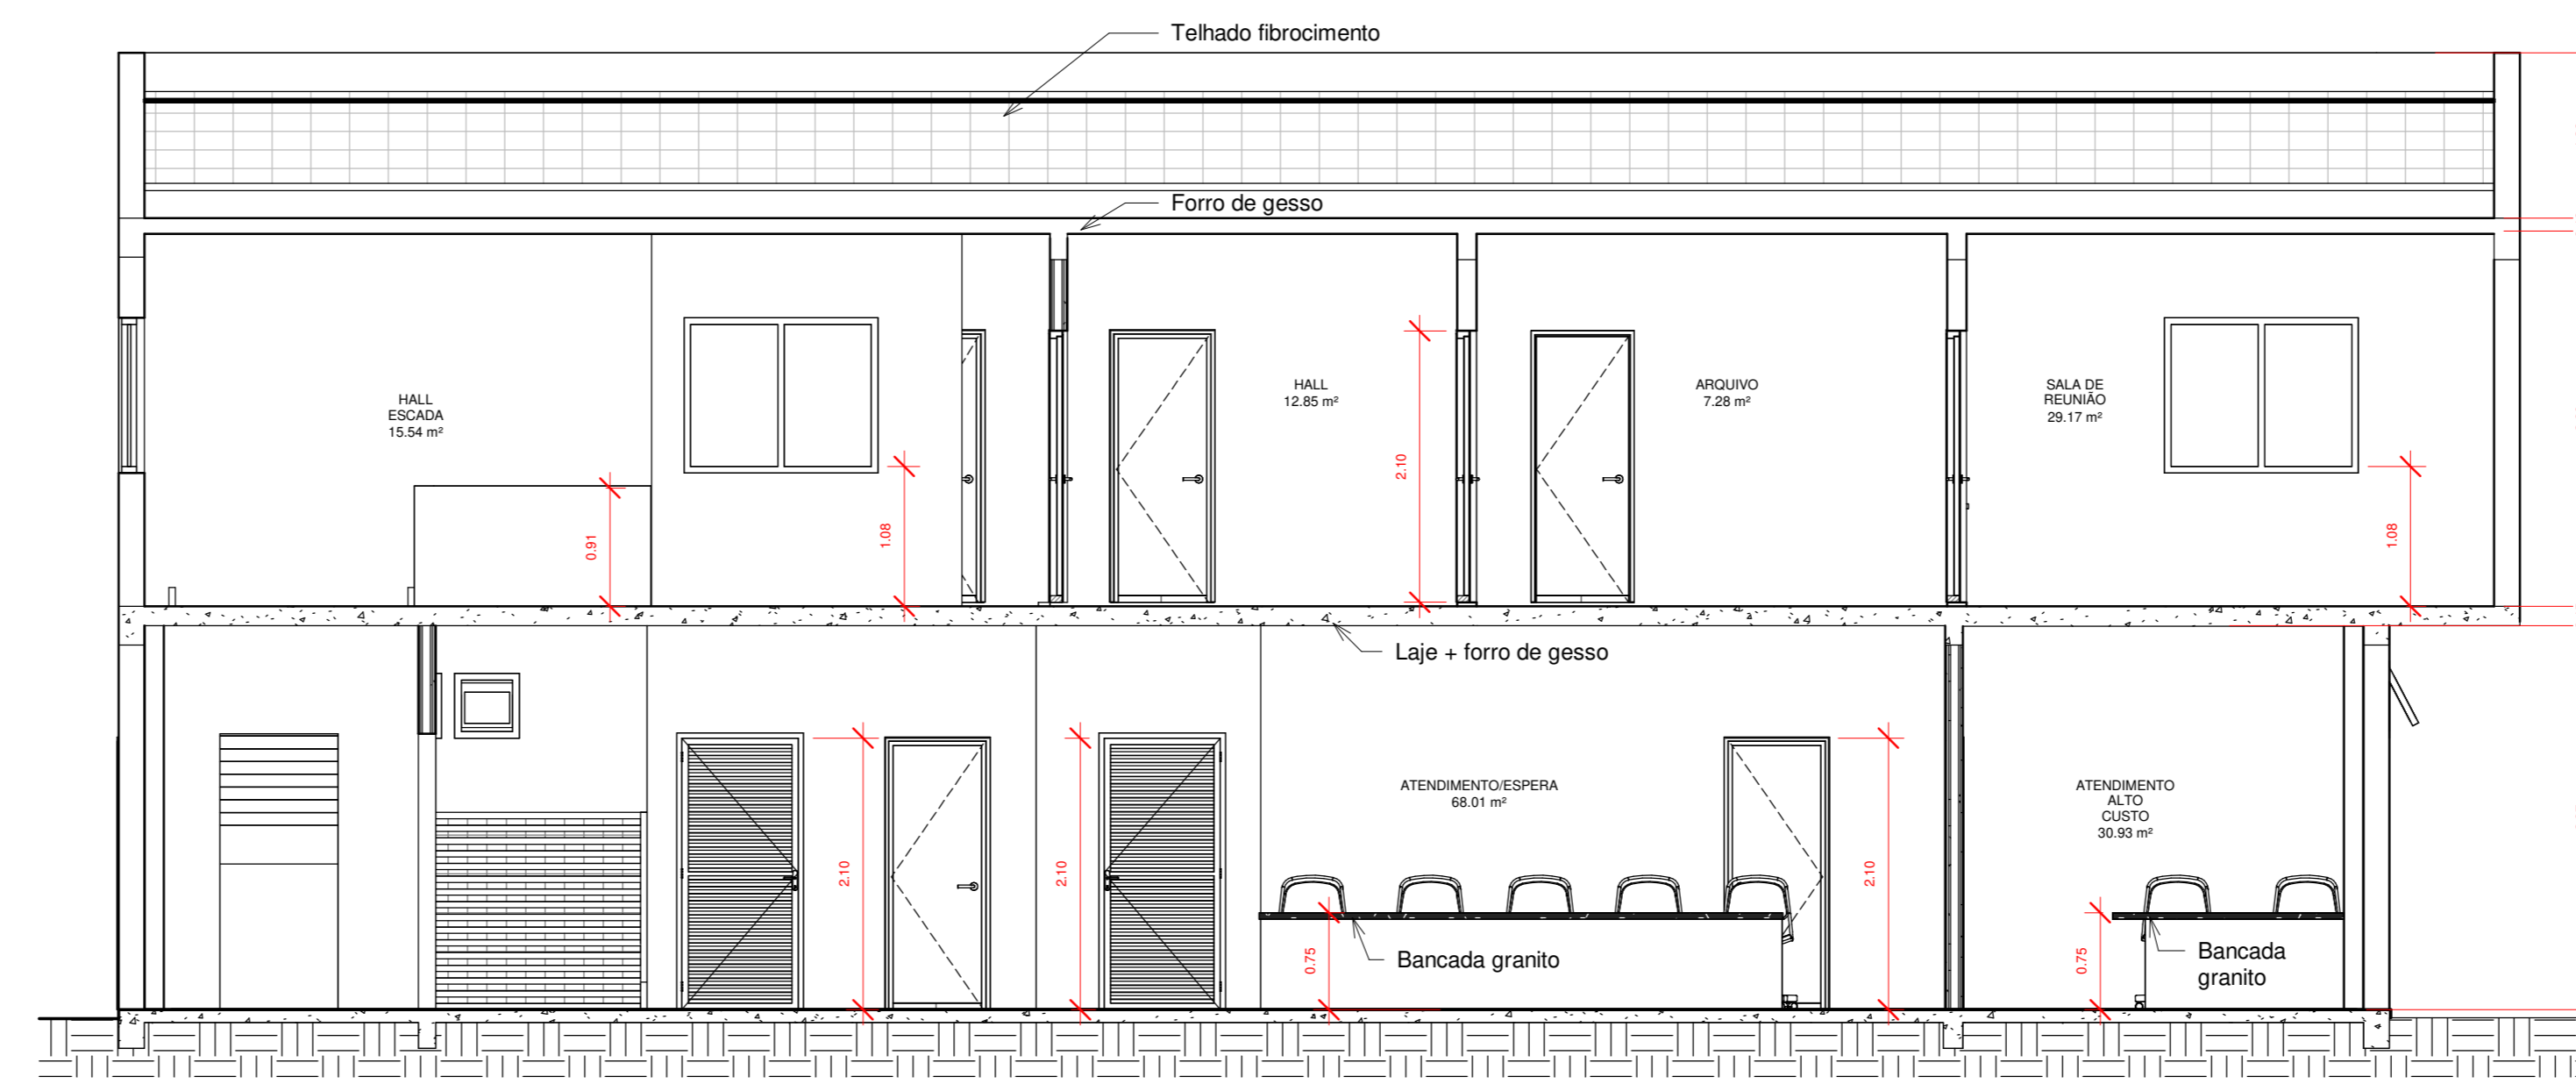 Telhado fibrocimento
Forro de gesso
HALL
ESCADA
15.54 m²
HALL
12.85 m²
ARQUIVO
7.28 m²
SALA DE
REUNIÃO
29.17 m²
0.91
1.08
2.10
1.08
Laje + forro de gesso
ATENDIMENTO/ESPERA
68.01 m²
ATENDIMENTO
ALTO
CUSTO
30.93 m²
2.10
2.10
2.10
0.75
Bancada granito
0.75
Bancada
granito